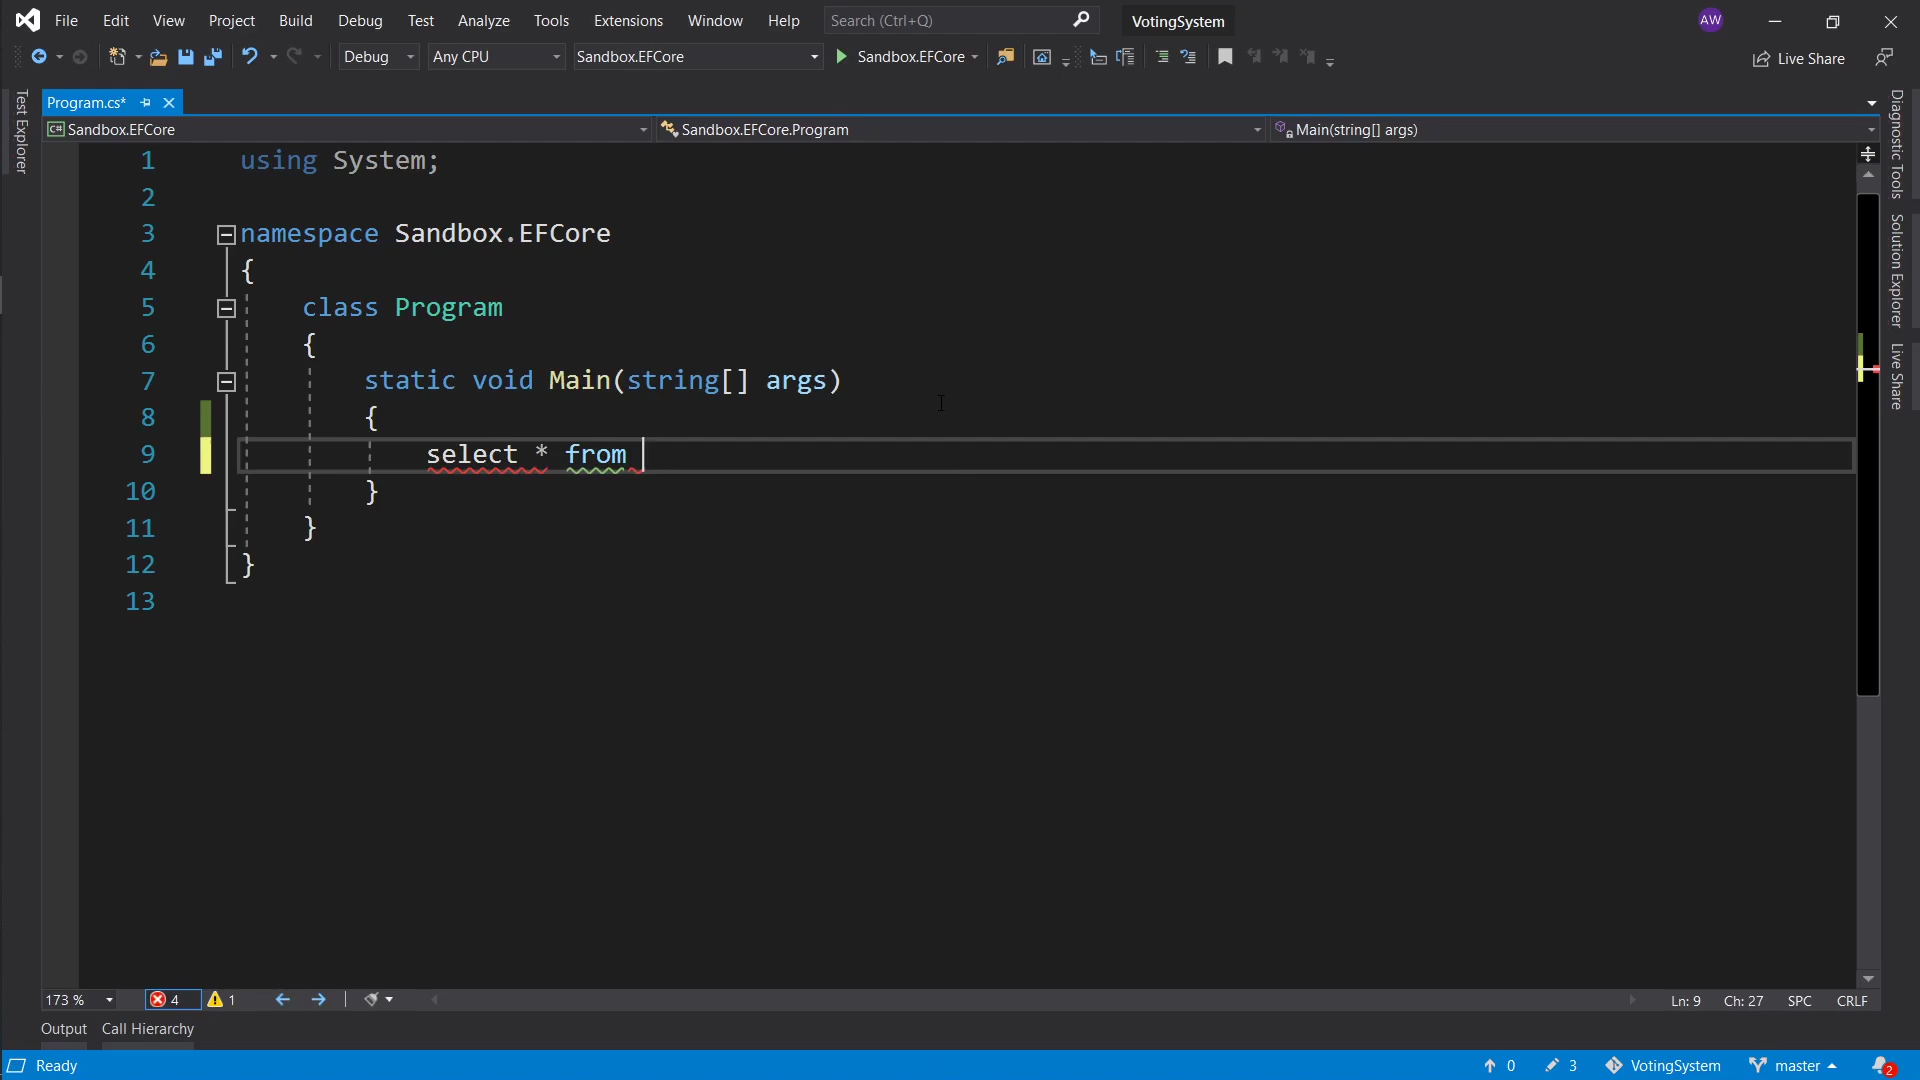 File Edit View Project Build Debug Test Analyze Tools Extensions Window Help Search (Ctrl+Q) VotingSystem AW
Debug Any CPU Sandbox.EFCore Sandbox.EFCore Live Share
Program.cs*
C# Sandbox.EFCore Sandbox.EFCore.Program Main(string[] args)
Test Explorer
Diagnostic Tools
Solution Explorer
Live Share
1 using System;
2
3 namespace Sandbox.EFCore
4 {
5 class Program
6 {
7 static void Main(string[] args)
8 {
9 select * from
10 }
11 }
12 }
13
173 % 4 1 Ln: 9 Ch: 27 SPC CRLF
Output Call Hierarchy
Ready 0 3 VotingSystem master 2